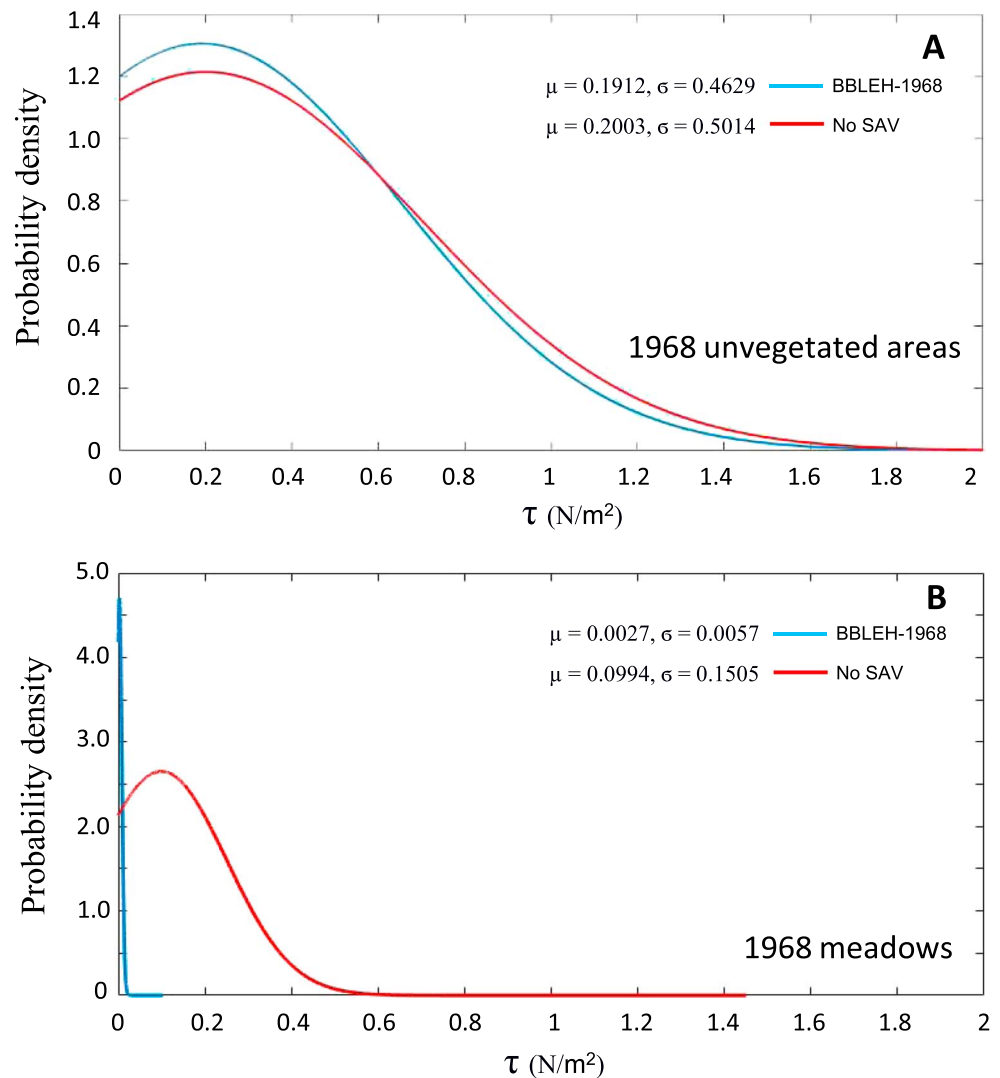 A
μ = 0.1912, σ = 0.4629 BBLEH-1968
μ = 0.2003, σ = 0.5014 No SAV
Probability density
1.4
1.2
1.0
0.8
0.6
0.4
0.2
0
1968 unvegetated areas
0 0.2 0.4 0.6 0.8 1 1.2 1.4 1.6 1.8 2
τ (N/m²)
B
μ = 0.0027, σ = 0.0057 BBLEH-1968
μ = 0.0994, σ = 0.1505 No SAV
Probability density
5.0
4.0
3.0
2.0
1.0
0
1968 meadows
0 0.2 0.4 0.6 0.8 1 1.2 1.4 1.6 1.8 2
τ (N/m²)